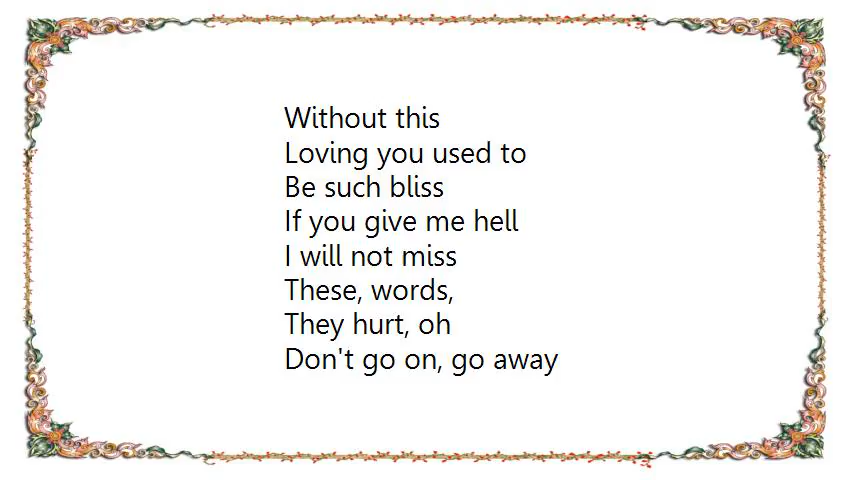 Without this
Loving you used to
Be such bliss
If you give me hell
I will not miss
These, words,
They hurt, oh
Don't go on, go away